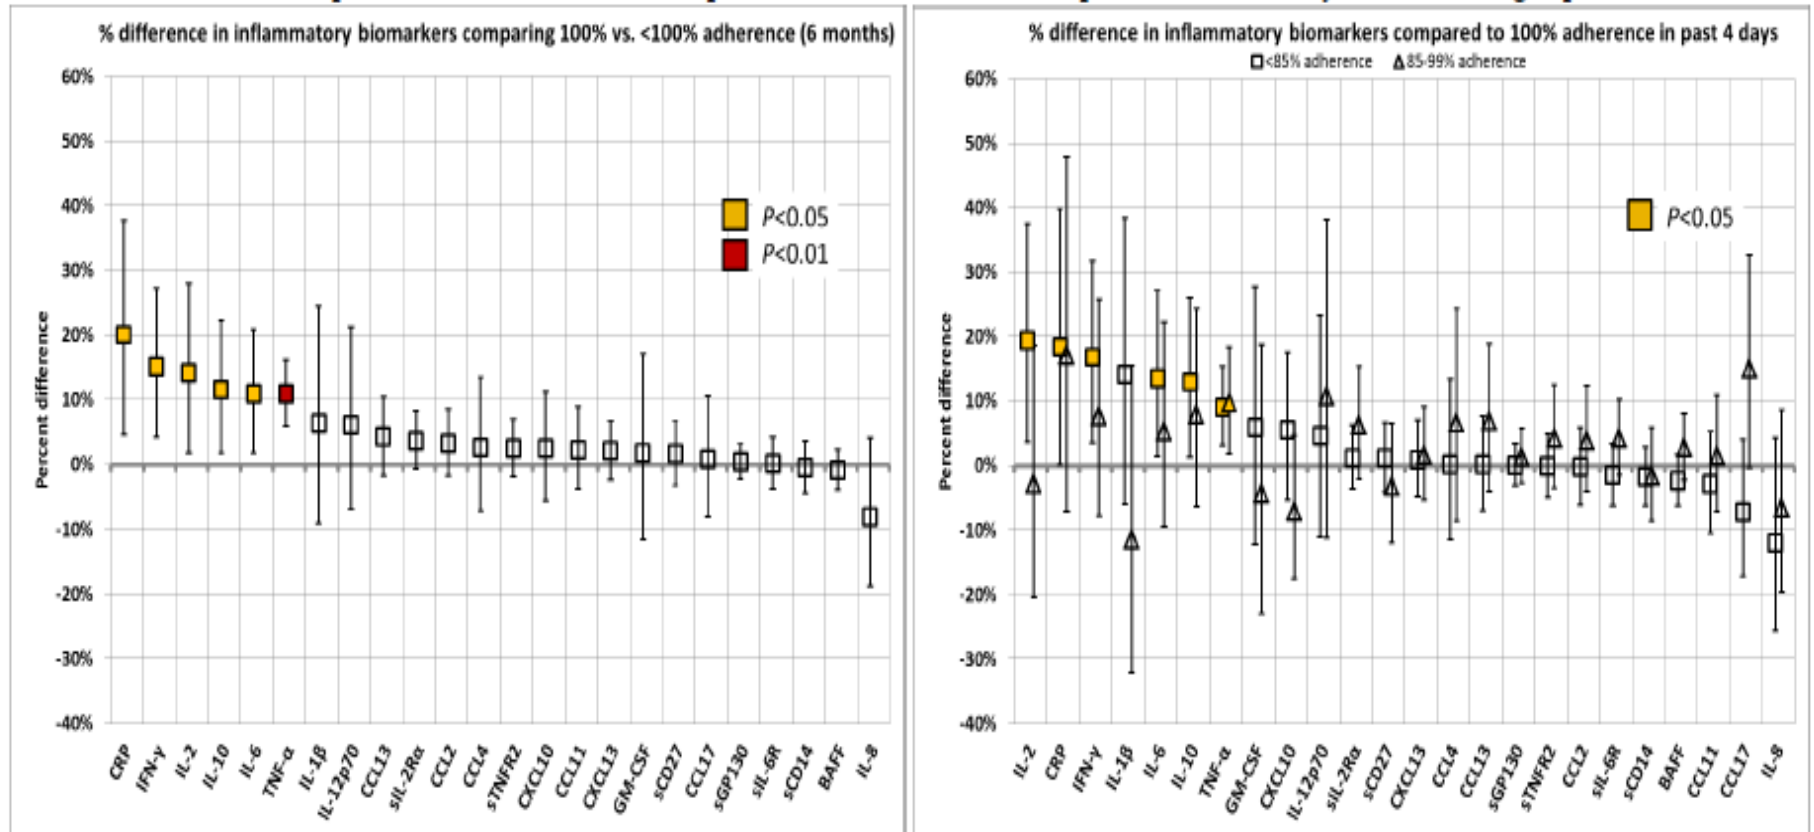 % difference in inflammatory biomarkers comparing 100% vs. <100% adherence (6 months)
60%
50%
40%
30%
20%
10%
0%
-10%
-20%
-30%
-40%
Percent difference
P<0.05
P<0.01
CRP
IFN-γ
IL-2
IL-10
IL-6
TNF-α
IL-1β
IL-12p70
CCL13
sIL-2Rα
CCL2
CCL4
sTNFR2
CXCL10
CCL11
CXCL13
GM-CSF
sCD27
CCL17
sGP130
sIL-6R
sCD14
BAFF
IL-8
% difference in inflammatory biomarkers compared to 100% adherence in past 4 days
<85% adherence
85-99% adherence
60%
50%
40%
30%
20%
10%
0%
-10%
-20%
-30%
-40%
Percent difference
P<0.05
IL-2
CRP
IFN-γ
IL-1β
IL-6
IL-10
TNF-α
GM-CSF
CXCL10
IL-12p70
sIL-2Rα
sCD27
CXCL13
CCL4
CCL13
sGP130
sTNFR2
CCL2
sIL-6R
sCD14
BAFF
CCL11
CCL17
IL-8